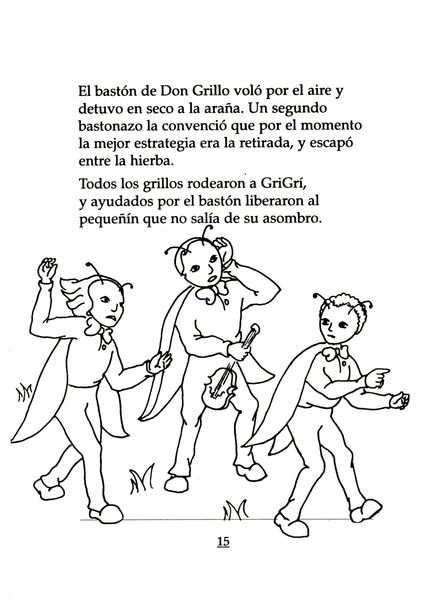 El bastón de Don Grillo voló por el aire y
detuvo en seco a la araña. Un segundo
bastonazo la convenció que por el momento
la mejor estrategia era la retirada, y escapó
entre la hierba.
Todos los grillos rodearon a GriGrí,
y ayudados por el bastón liberaron al
pequeñín que no salía de su asombro.
15